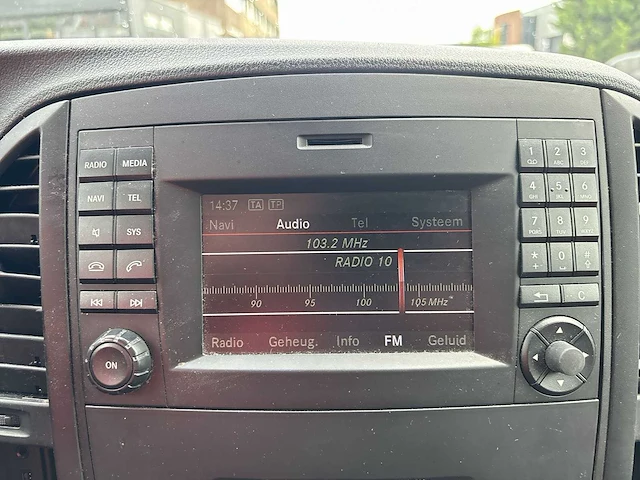 RADIO MEDIA
NAVI TEL
SYS
ON
14:37 TA TP
Navi Audio Tel Systeem
103.2 MHz
RADIO 10
90 95 100 105 MHz
Radio Geheug. Info FM Geluid
1 2 ABC 3 DEF
4 GHI 5 JKL 6 MNO
7 PQRS 8 TUV 9 WXYZ
* 0 #
C